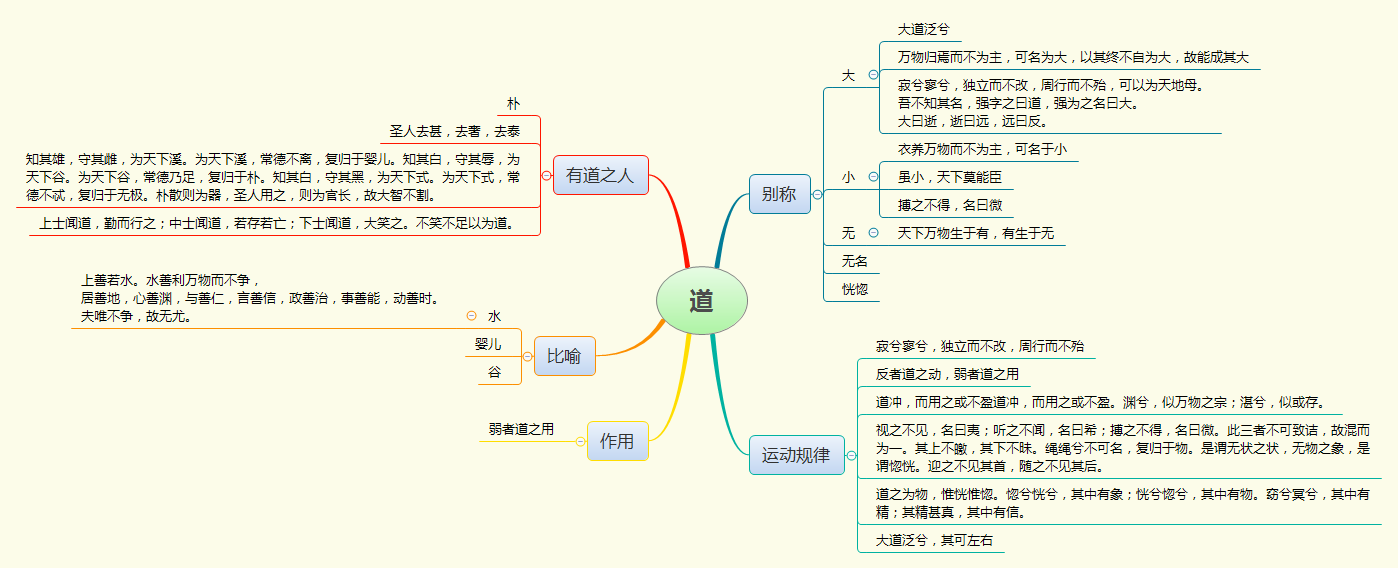 道
别称
大
大道泛兮
万物归焉而不为主，可名为大，以其终不自为大，故能成其大
寂兮寥兮，独立而不改，周行而不殆，可以为天地母。
吾不知其名，强字之曰道，强为之名曰大。
大曰逝，逝曰远，远曰反。
小
衣养万物而不为主，可名于小
虽小，天下莫能臣
搏之不得，名曰微
无
天下万物生于有，有生于无
无名
恍惚
运动规律
寂兮寥兮，独立而不改，周行而不殆
反者道之动，弱者道之用
道冲，而用之或不盈道冲，而用之或不盈。渊兮，似万物之宗；湛兮，似或存。
视之不见，名曰夷；听之不闻，名曰希；搏之不得，名曰微。此三者不可致诘，故混而
为一。其上不皦，其下不昧。绳绳兮不可名，复归于物。是谓无状之状，无物之象，是
谓惚恍。迎之不见其首，随之不见其后。
道之为物，惟恍惟惚。惚兮恍兮，其中有象；恍兮惚兮，其中有物。窈兮冥兮，其中有
精；其精甚真，其中有信。
大道泛兮，其可左右
有道之人
朴
圣人去甚，去奢，去泰
知其雄，守其雌，为天下溪。为天下溪，常德不离，复归于婴儿。知其白，守其辱，为
天下谷。为天下谷，常德乃足，复归于朴。知其白，守其黑，为天下式。为天下式，常
德不忒，复归于无极。朴散则为器，圣人用之，则为官长，故大智不割。
上士闻道，勤而行之；中士闻道，若存若亡；下士闻道，大笑之。不笑不足以为道。
比喻
水
上善若水。水善利万物而不争，
居善地，心善渊，与善仁，言善信，政善治，事善能，动善时。
夫唯不争，故无尤。
婴儿
谷
作用
弱者道之用